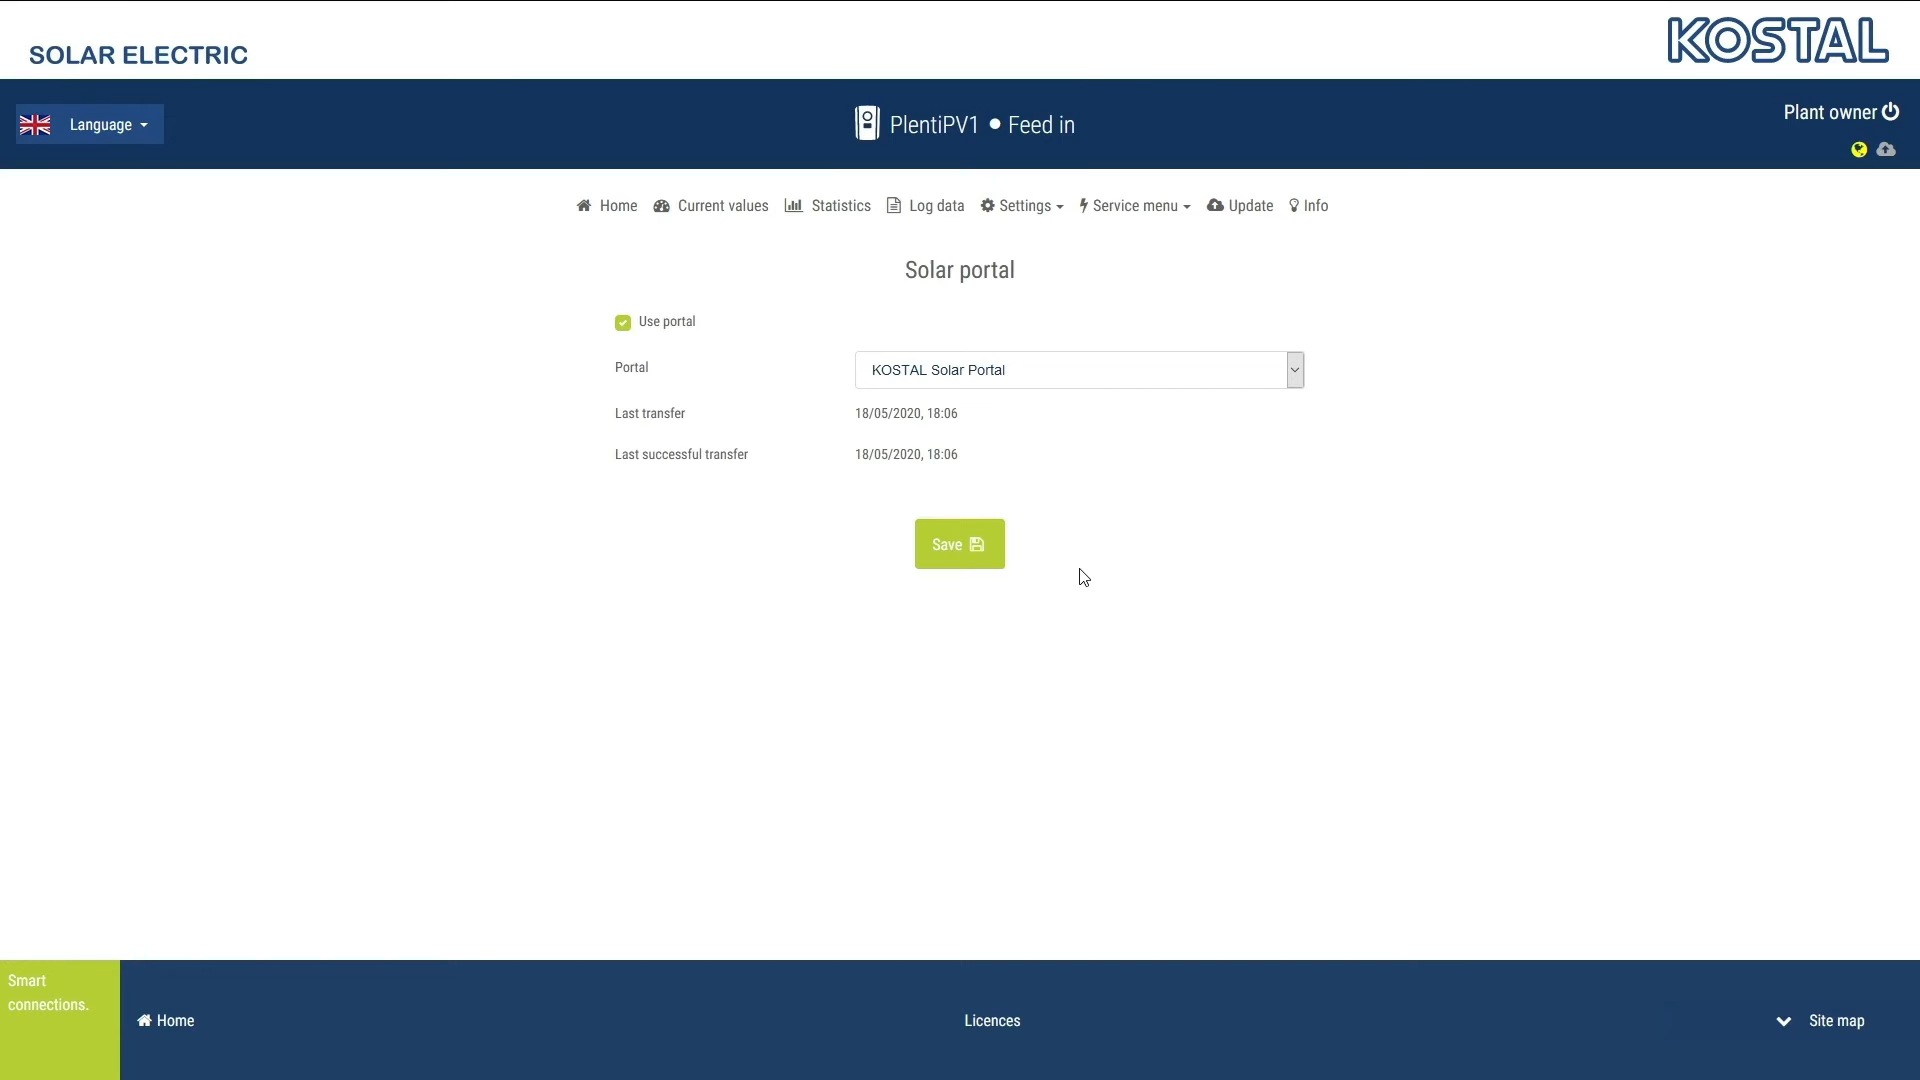 SOLAR ELECTRIC
KOSTAL
Language
PlentiPV1 ● Feed in
Plant owner
Home
Current values
Statistics
Log data
Settings
Service menu
Update
Info
Solar portal
Use portal
Portal
KOSTAL Solar Portal
Last transfer
18/05/2020, 18:06
Last successful transfer
18/05/2020, 18:06
Save
Smart
connections.
Home
Licences
Site map